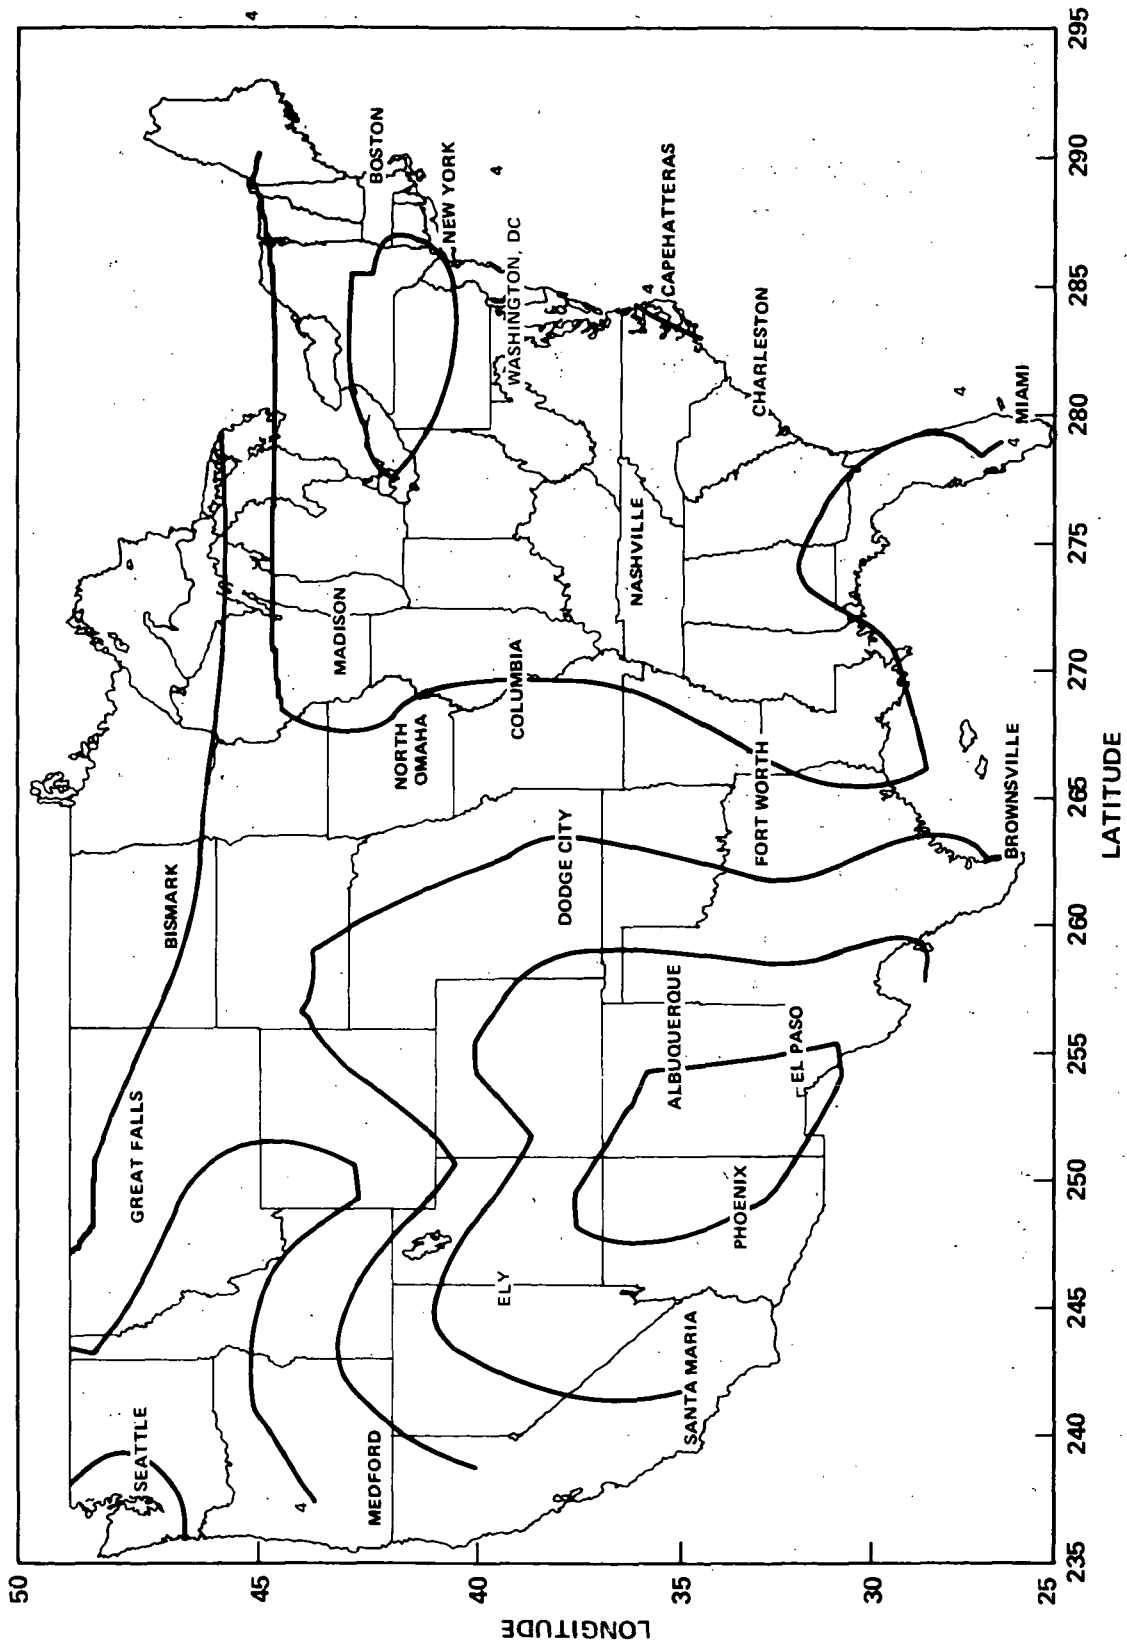 50
45
40
35
30
25
LONGITUDE
235
240
245
250
255
260
265
270
275
280
285
290
295
LATITUDE
SEATTLE
GREAT FALLS
BISMARK
MEDFORD
ELY
SANTA MARIA
PHOENIX
ALBUQUERQUE
EL PASO
DODGE CITY
FORT WORTH
BROWNSVILLE
NORTH
OMAHA
COLUMBIA
MADISON
NASHVILLE
MIAMI
CHARLESTON
CAPEHATTERAS
WASHINGTON, DC
NEW YORK
BOSTON
4
4
4
4
4
4